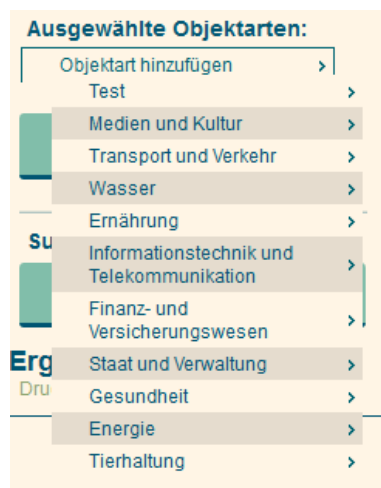 Ausgewählte Objektarten:
Objektart hinzufügen
Test
Medien und Kultur
Transport und Verkehr
Wasser
Ernährung
Informationstechnik und
Telekommunikation
Finanz- und
Versicherungswesen
Staat und Verwaltung
Gesundheit
Energie
Tierhaltung